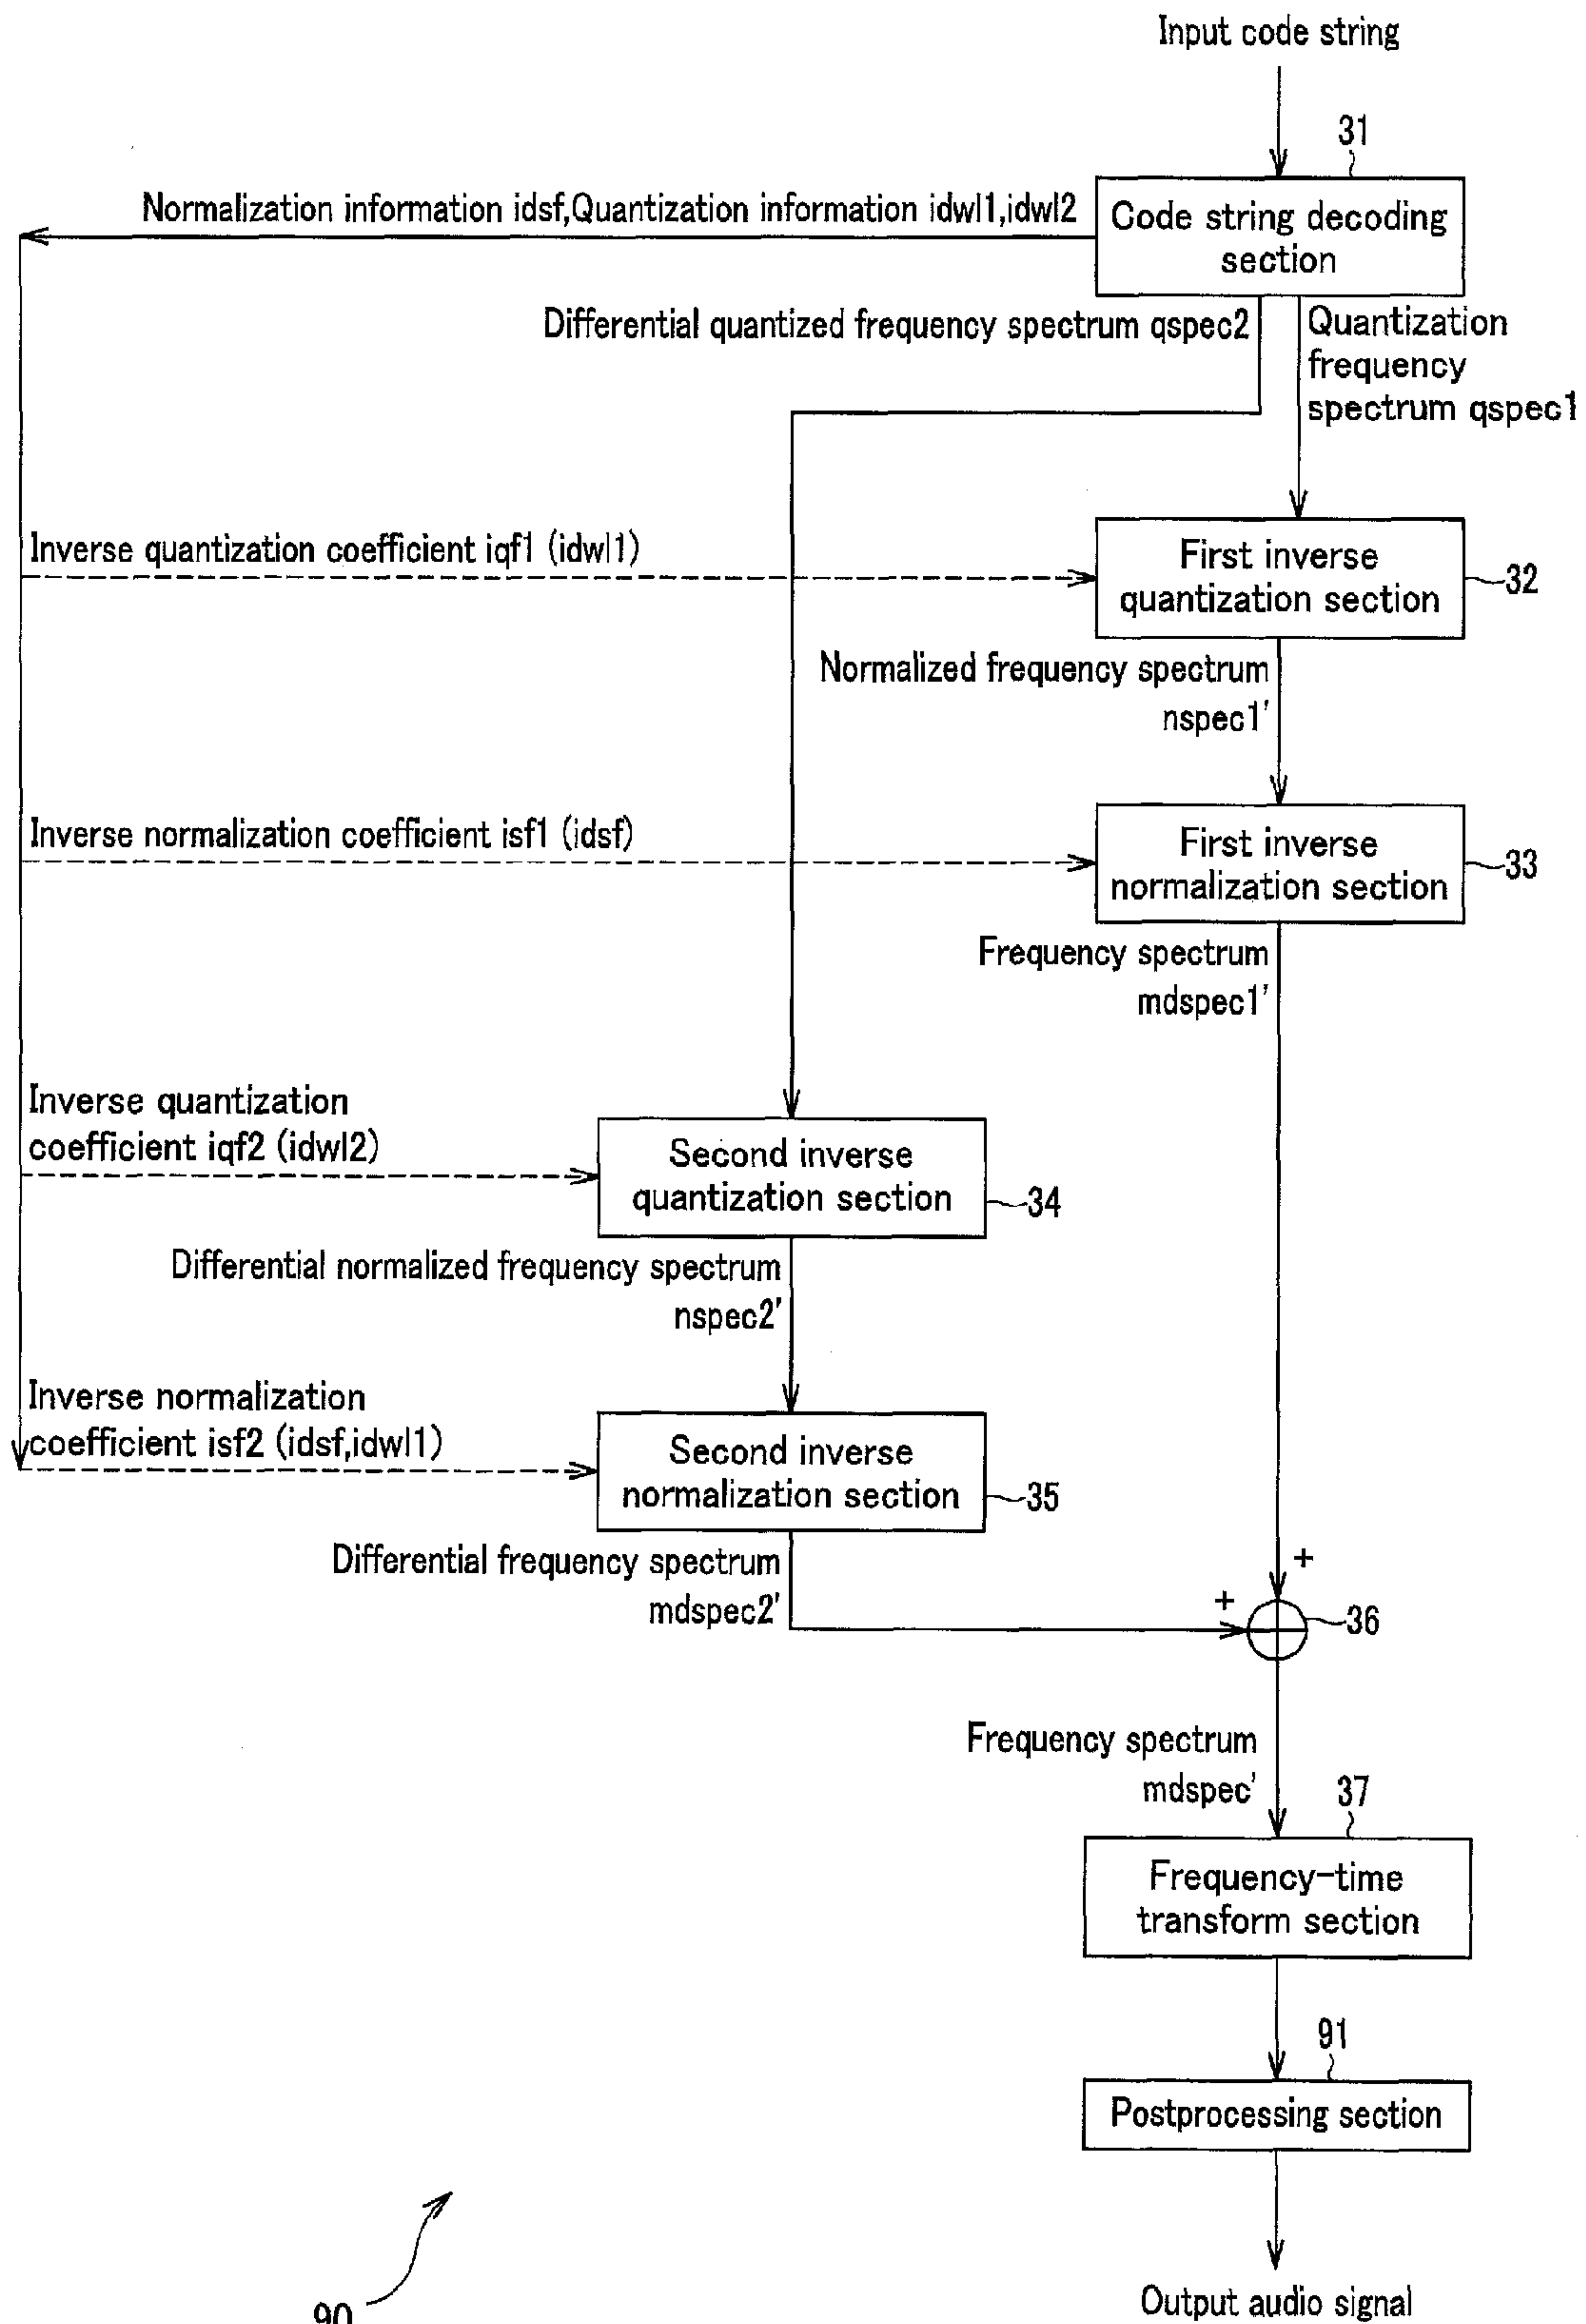 Input code string
31
Code string decoding
section
Normalization information idsf,Quantization information idwl1,idwl2
Differential quantized frequency spectrum qspec2
Quantization
frequency
spectrum qspec1
Inverse quantization coefficient iqf1 (idwl1)
First inverse
quantization section
32
Normalized frequency spectrum
nspec1'
Inverse normalization coefficient isf1 (idsf)
First inverse
normalization section
33
Frequency spectrum
mdspec1'
Inverse quantization
coefficient iqf2 (idwl2)
Second inverse
quantization section
34
Differential normalized frequency spectrum
nspec2'
Inverse normalization
coefficient isf2 (idsf,idwl1)
Second inverse
normalization section
35
Differential frequency spectrum
mdspec2'
+
+
36
Frequency spectrum
mdspec'
37
Frequency-time
transform section
91
Postprocessing section
90
Output audio signal